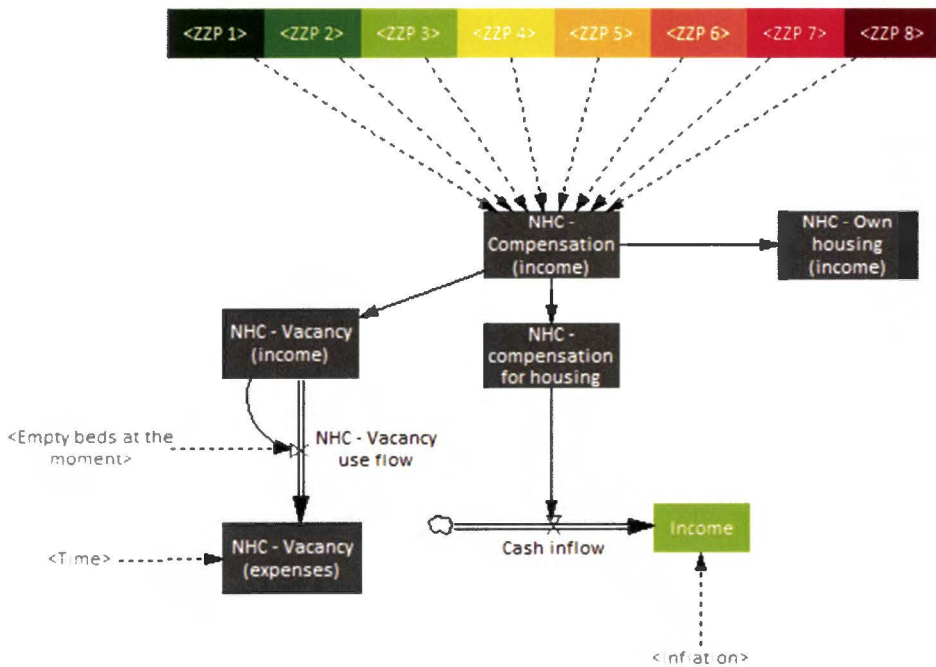 <ZZP 1> <ZZP 2> <ZZP 3> <ZZP 4> <ZZP 5> <ZZP 6> <ZZP 7> <ZZP 8>
NHC -
Compensation
(income)
NHC - Own
housing
(income)
NHC - Vacancy
(income)
NHC -
compensation
for housing
<Empty beds at the
moment>
NHC - Vacancy
use flow
<Time>
NHC - Vacancy
(expenses)
Cash inflow
Income
<Inflation>